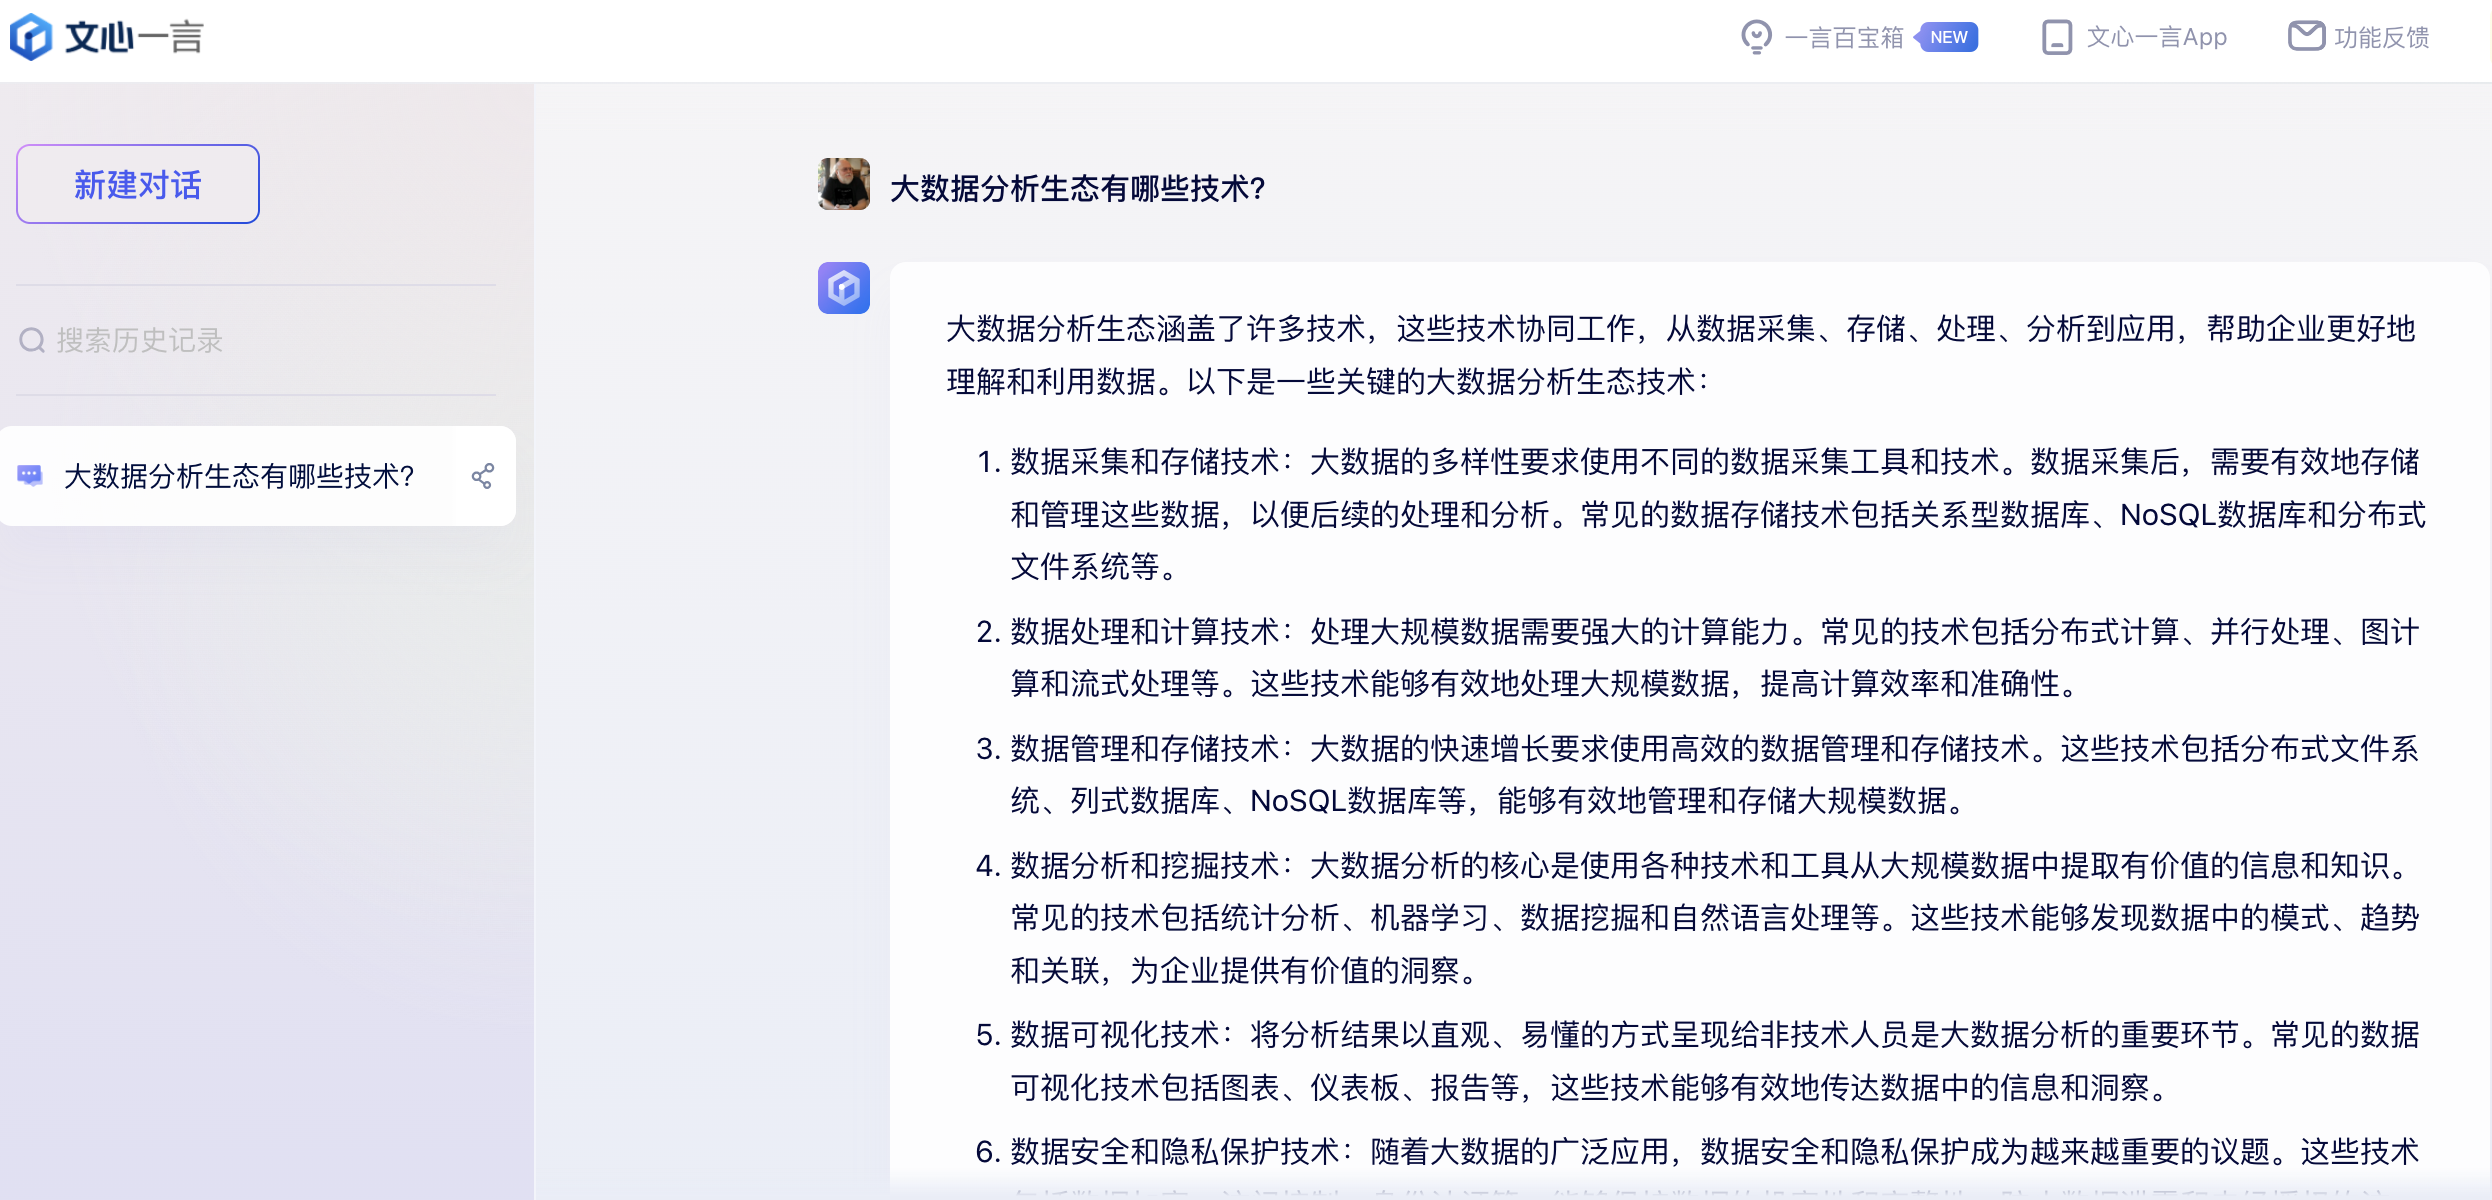 文心一言
一言百宝箱 NEW
文心一言App
功能反馈
新建对话
搜索历史记录
大数据分析生态有哪些技术?
大数据分析生态有哪些技术?
大数据分析生态涵盖了许多技术，这些技术协同工作，从数据采集、存储、处理、分析到应用，帮助企业更好地
理解和利用数据。以下是一些关键的大数据分析生态技术：
1. 数据采集和存储技术：大数据的多样性要求使用不同的数据采集工具和技术。数据采集后，需要有效地存储
和管理这些数据，以便后续的处理和分析。常见的数据存储技术包括关系型数据库、NoSQL数据库和分布式
文件系统等。
2. 数据处理和计算技术：处理大规模数据需要强大的计算能力。常见的技术包括分布式计算、并行处理、图计
算和流式处理等。这些技术能够有效地处理大规模数据，提高计算效率和准确性。
3. 数据管理和存储技术：大数据的快速增长要求使用高效的数据管理和存储技术。这些技术包括分布式文件系
统、列式数据库、NoSQL数据库等，能够有效地管理和存储大规模数据。
4. 数据分析和挖掘技术：大数据分析的核心是使用各种技术和工具从大规模数据中提取有价值的信息和知识。
常见的技术包括统计分析、机器学习、数据挖掘和自然语言处理等。这些技术能够发现数据中的模式、趋势
和关联，为企业提供有价值的洞察。
5. 数据可视化技术：将分析结果以直观、易懂的方式呈现给非技术人员是大数据分析的重要环节。常见的数据
可视化技术包括图表、仪表板、报告等，这些技术能够有效地传达数据中的信息和洞察。
6. 数据安全和隐私保护技术：随着大数据的广泛应用，数据安全和隐私保护成为越来越重要的议题。这些技术